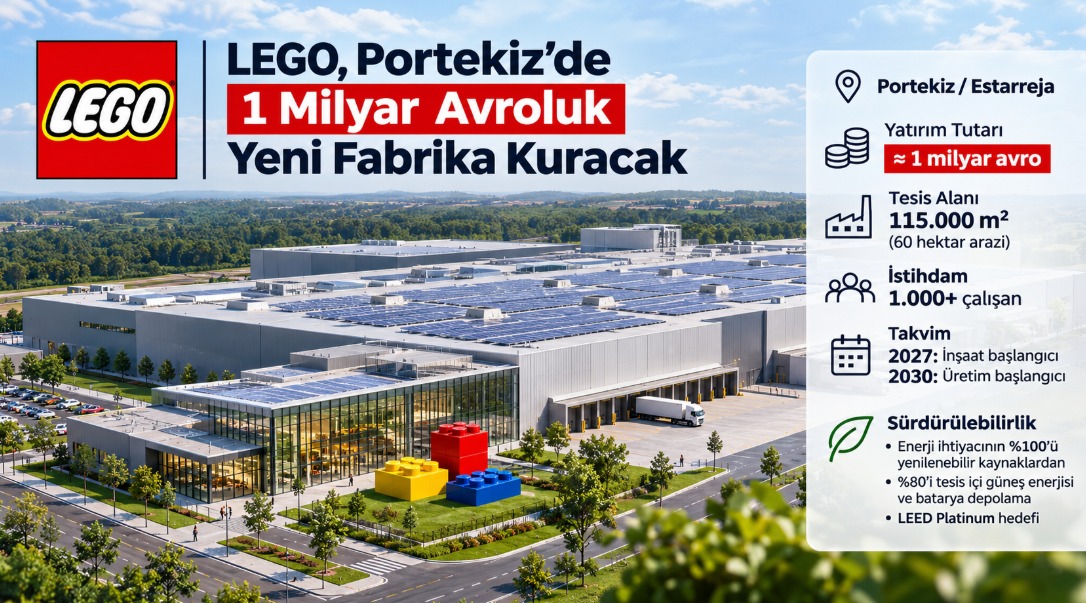 LEGO
LEGO, Portekiz’de
1 Milyar Avroluk
Yeni Fabrika Kuracak
Portekiz / Estarreja
Yatırım Tutarı
≈ 1 milyar avro
Tesis Alanı
115.000 m²
(60 hektar arazi)
İstihdam
1.000+ çalışan
Takvim
2027: İnşaat başlangıcı
2030: Üretim başlangıcı
Sürdürülebilirlik
• Enerji ihtiyacının %100’ü
yenilenebilir kaynaklardan
• %80’i tesis içi güneş enerjisi
ve batarya depolama
• LEED Platinum hedefi